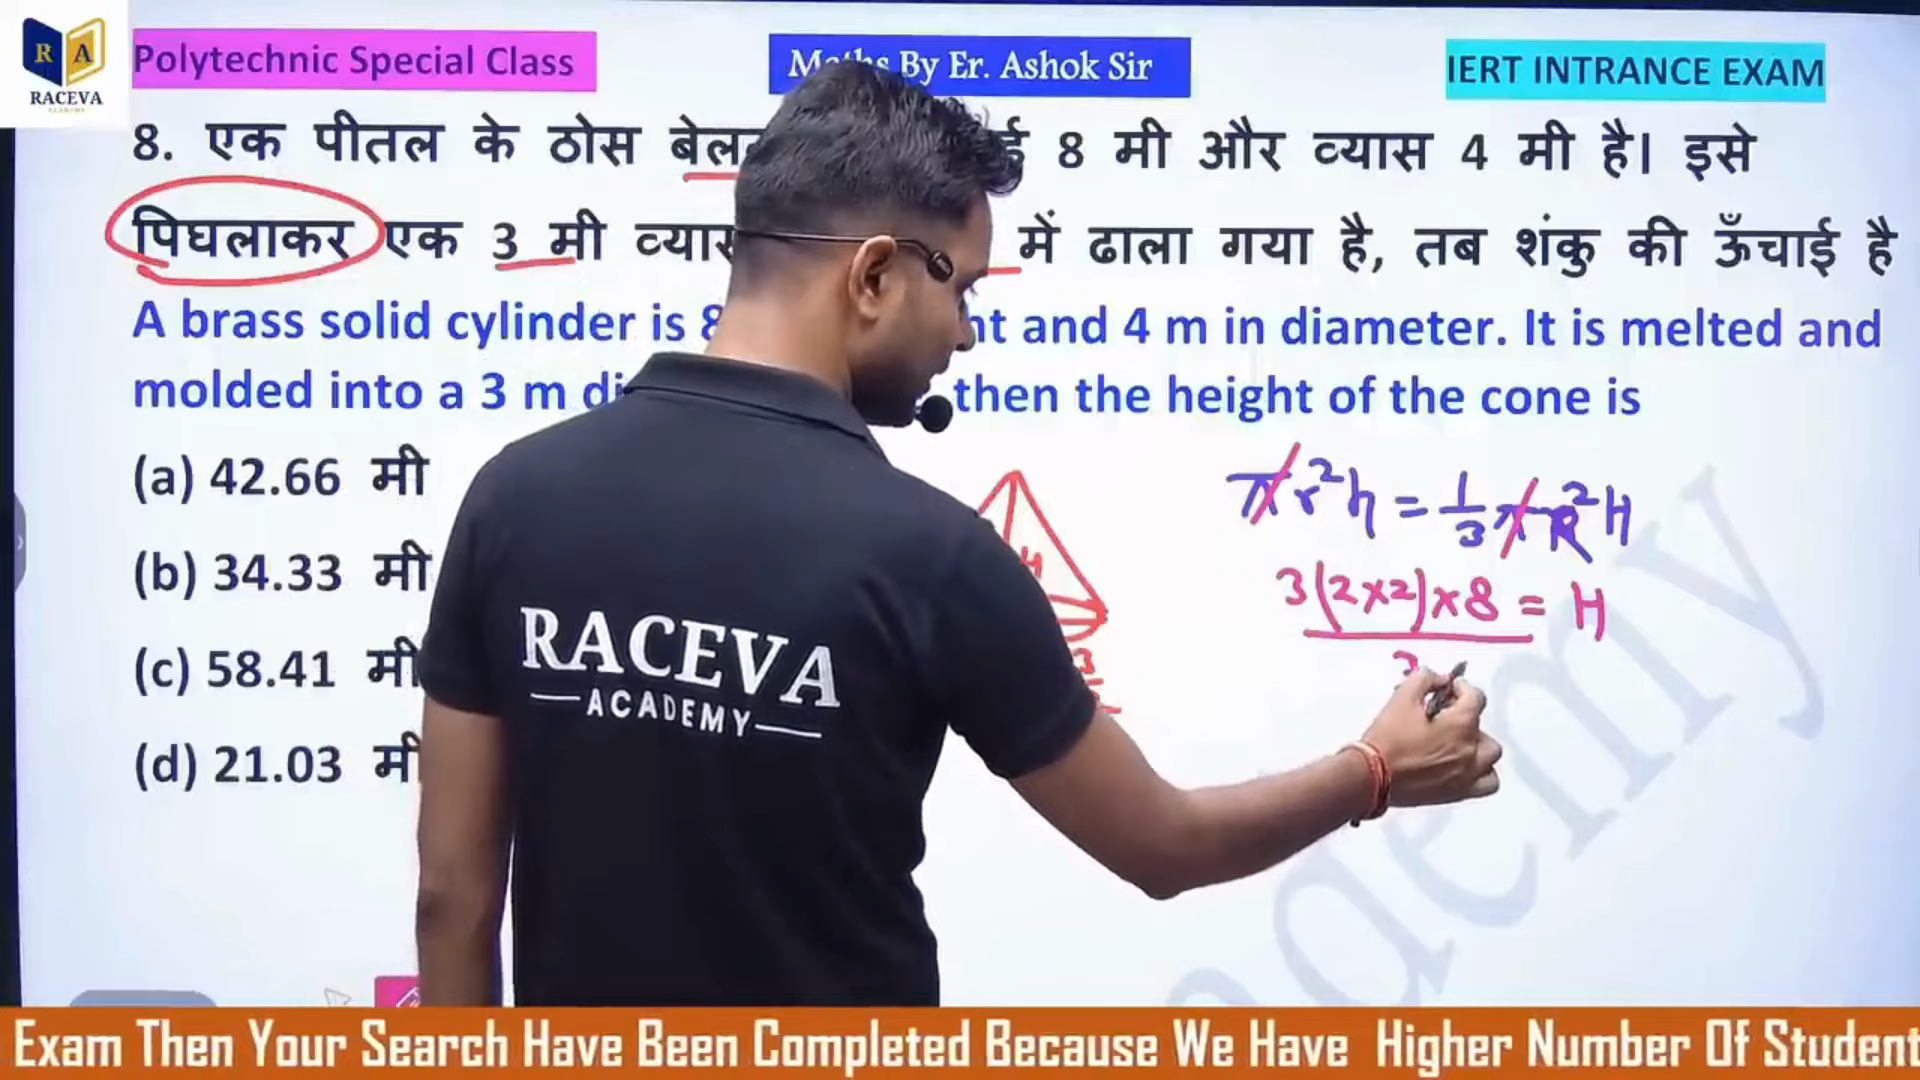 R A
RACEVA
ACADEMY
Polytechnic Special Class
Maths By Er. Ashok Sir
IERT INTRANCE EXAM
8. एक पीतल के ठोस 8 मी और व्यास 4 मी है। इसे
पिघलाकर एक 3 मी में ढाला गया है, तब शंकु की ऊँचाई है
A brass solid cylinder is 8 and 4 m in diameter. It is melted and
molded into a 3 m then the height of the cone is
(a) 42.66 मी
(b) 34.33 मी
(c) 58.41 मी
(d) 21.03 मी
H
πr²h = 1/3 πR²H
3(2×2)×8 = H
3
RACEVA
ACADEMY
Exam Then Your Search Have Been Completed Because We Have Higher Number Of Student